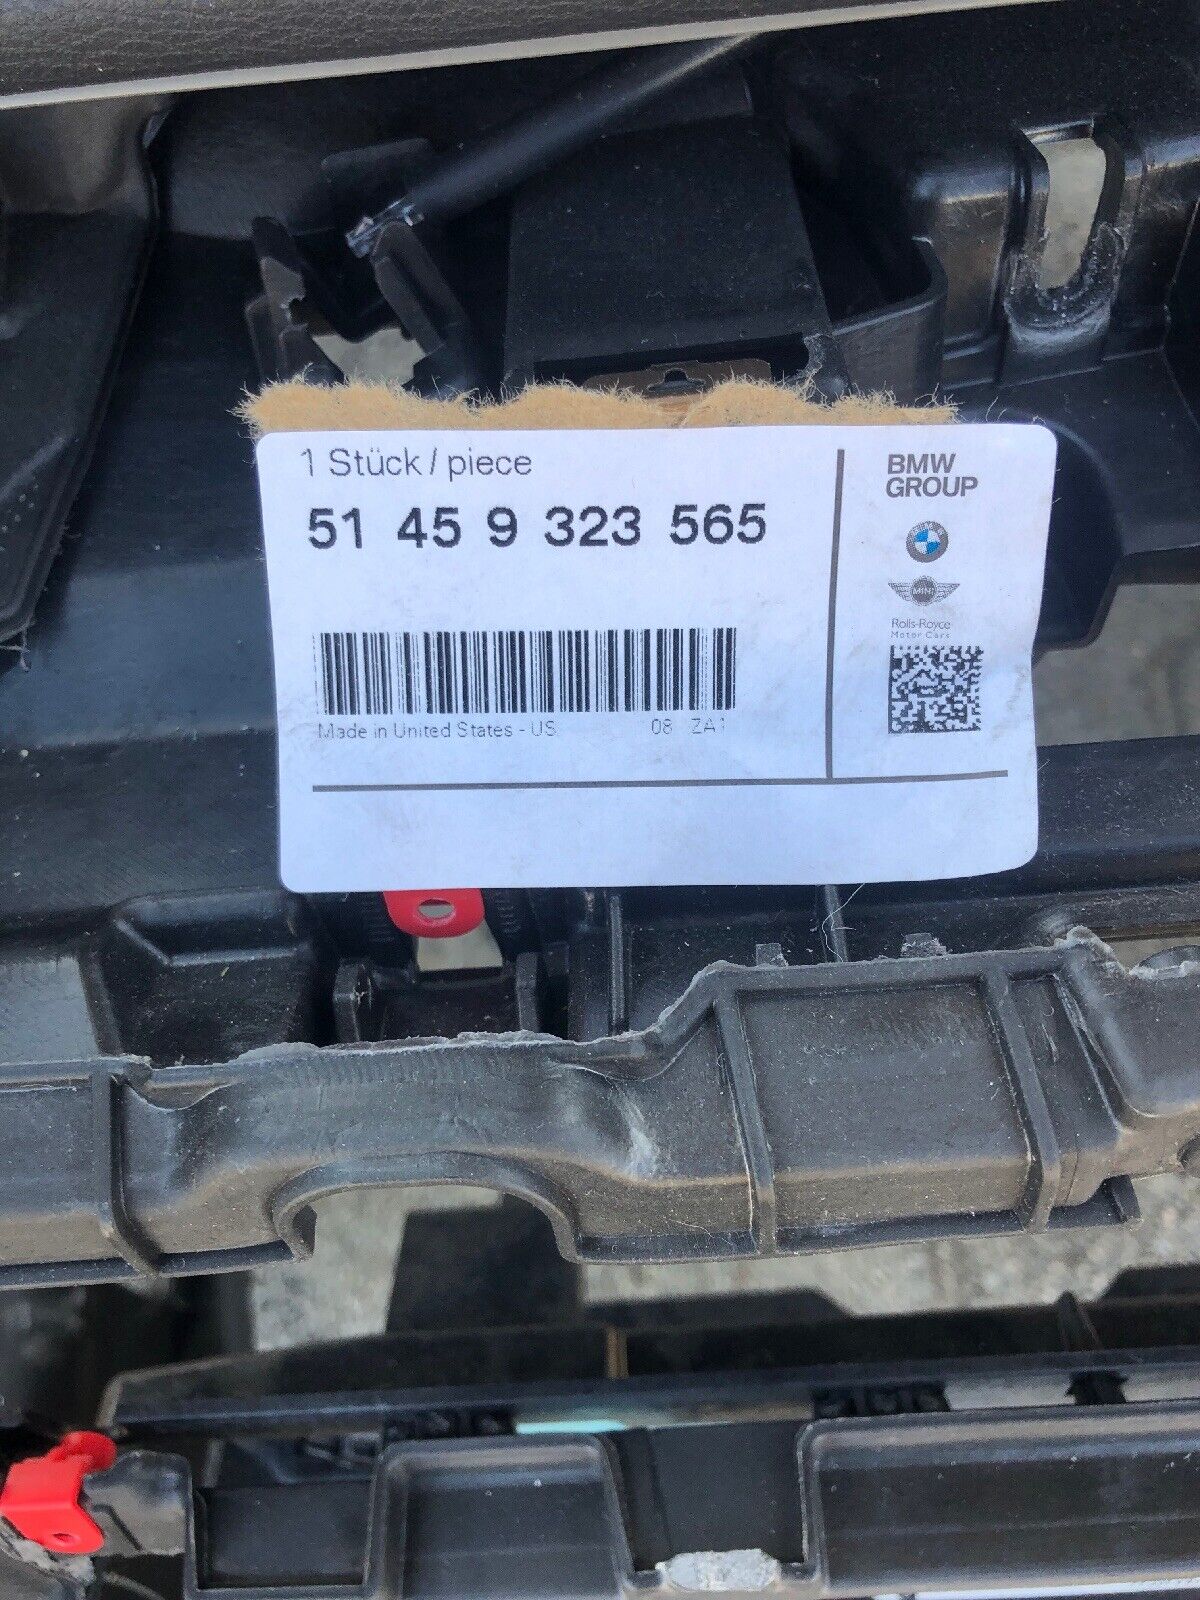 1 Stück / piece
51 45 9 323 565
Made in United States - US 08 ZA1
BMW
GROUP
MINI
Rolls-Royce
Motor Cars